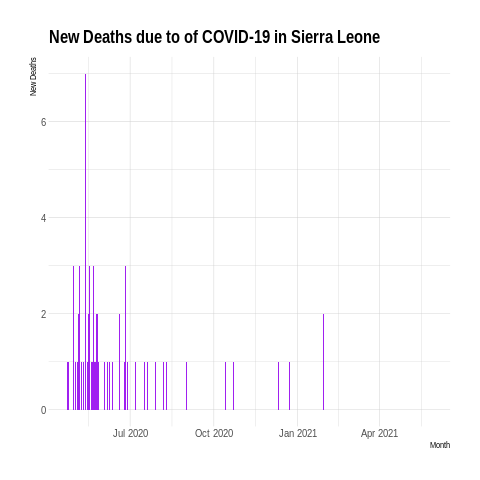 New Deaths due to of COVID-19 in Sierra Leone
New Deaths
6
4
2
0
Jul 2020 Oct 2020 Jan 2021 Apr 2021
Month